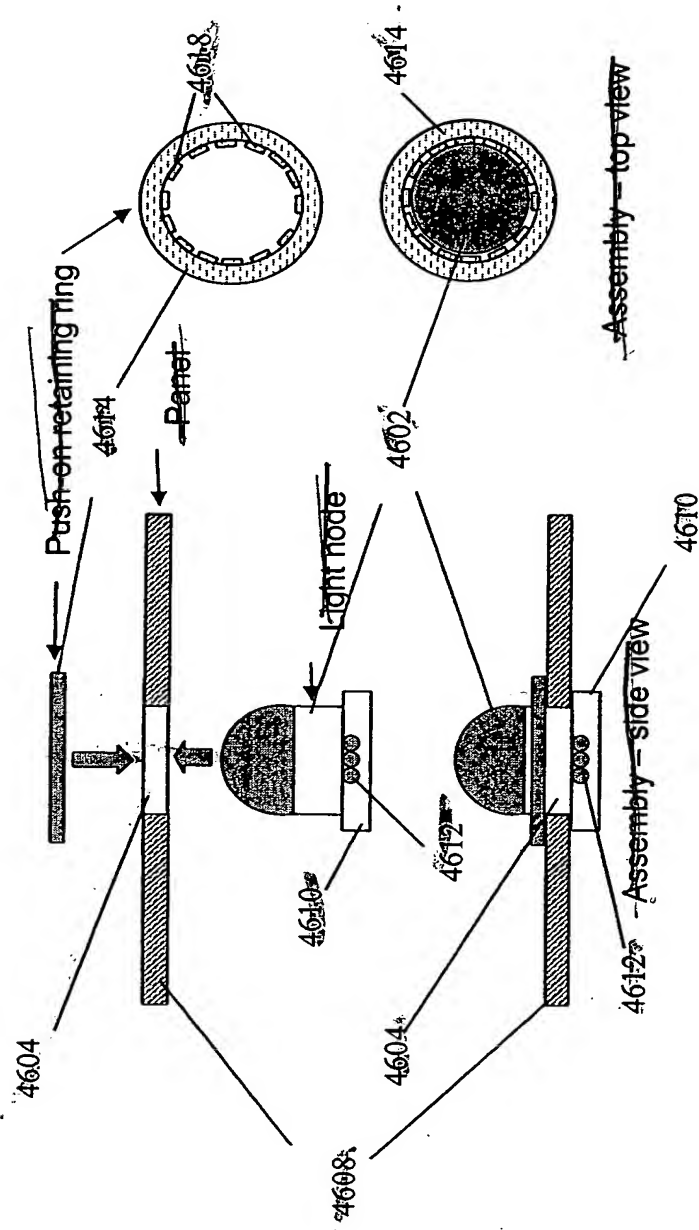 Push-on retaining ring
4618
4614
Panel
4604
Light node
4602
4614
4610
4612
4608
4604
4612
Assembly – side view
4610
Assembly – top view